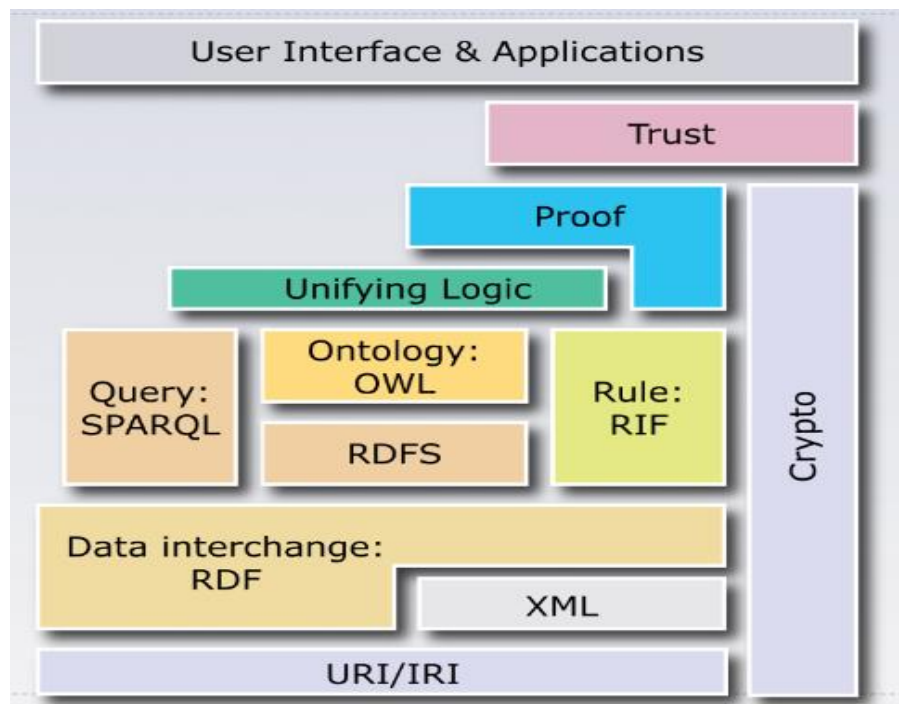 User Interface & Applications
Trust
Proof
Unifying Logic
Ontology:
OWL
Query:
SPARQL
Rule:
RIF
RDFS
Crypto
Data interchange:
RDF
XML
URI/IRI